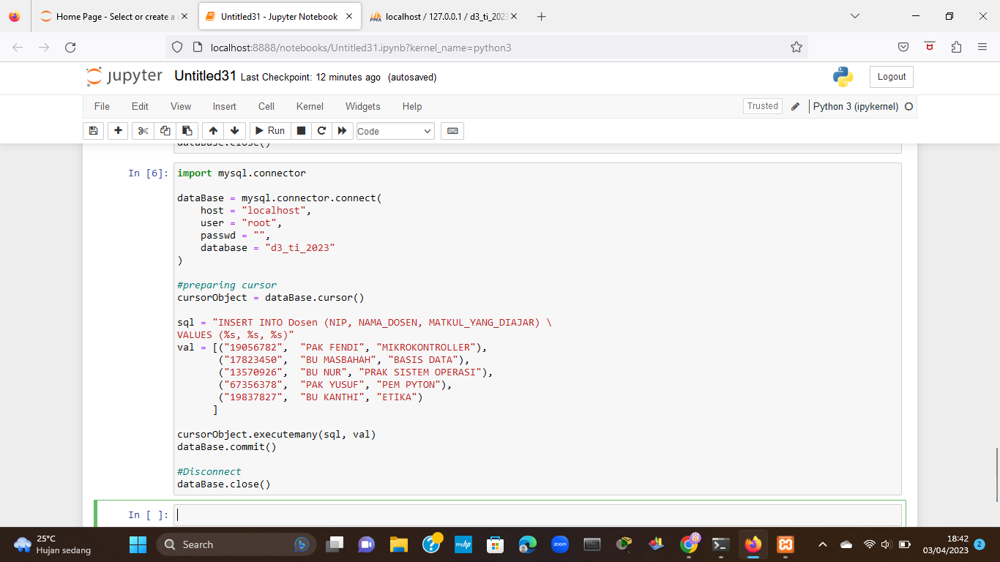 Home Page - Select or create a
Untitled31 - Jupyter Notebook
PMA localhost / 127.0.0.1 / d3_ti_2023
localhost:8888/notebooks/Untitled31.ipynb?kernel_name=python3
jupyter Untitled31 Last Checkpoint: 12 minutes ago (autosaved)
Logout
File Edit View Insert Cell Kernel Widgets Help
Trusted
Python 3 (ipykernel)
Run
Code
dataBase.close()
In [6]:
import mysql.connector
dataBase = mysql.connector.connect(
host = "localhost",
user = "root",
passwd = "",
database = "d3_ti_2023"
)
#preparing cursor
cursorObject = dataBase.cursor()
sql = "INSERT INTO Dosen (NIP, NAMA_DOSEN, MATKUL_YANG_DIAJAR) \
VALUES (%s, %s, %s)"
val = [("19056782", "PAK FENDI", "MIKROKONTROLLER"),
("17823450", "BU MASBAHAH", "BASIS DATA"),
("13570926", "BU NUR", "PRAK SISTEM OPERASI"),
("67356378", "PAK YUSUF", "PEM PYTON"),
("19837827", "BU KANTHI", "ETIKA")
]
cursorObject.executemany(sql, val)
dataBase.commit()
#Disconnect
dataBase.close()
In [ ]:
25°C
Hujan sedang
Search
myhp
zoom
18:42
03/04/2023
2